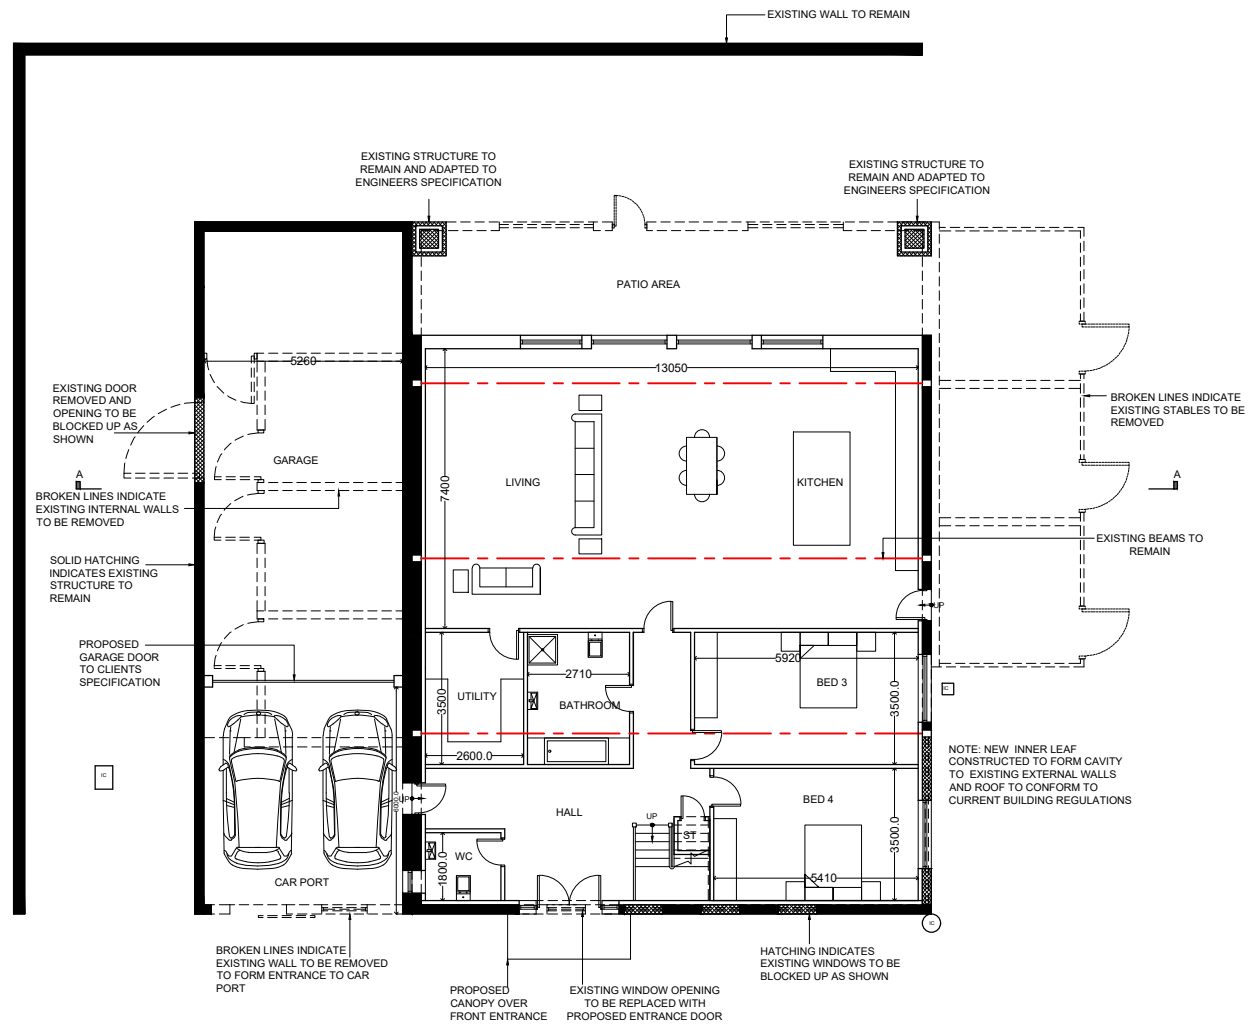 EXISTING WALL TO REMAIN
EXISTING STRUCTURE TO
REMAIN AND ADAPTED TO
ENGINEERS SPECIFICATION
EXISTING STRUCTURE TO
REMAIN AND ADAPTED TO
ENGINEERS SPECIFICATION
PATIO AREA
5260
13050
EXISTING DOOR
REMOVED AND
OPENING TO BE
BLOCKED UP AS
SHOWN
BROKEN LINES INDICATE
EXISTING STABLES TO BE
REMOVED
GARAGE
A
A
LIVING
7400
KITCHEN
BROKEN LINES INDICATE
EXISTING INTERNAL WALLS
TO BE REMOVED
EXISTING BEAMS TO
REMAIN
SOLID HATCHING
INDICATES EXISTING
STRUCTURE TO
REMAIN
UP
PROPOSED
GARAGE DOOR
TO CLIENTS
SPECIFICATION
5920
2710
BED 3
3500.0
UTILITY
3500
BATHROOM
IC
2600.0
NOTE: NEW INNER LEAF
CONSTRUCTED TO FORM CAVITY
TO EXISTING EXTERNAL WALLS
AND ROOF TO CONFORM TO
CURRENT BUILDING REGULATIONS
IC
6000.0
UP
BED 4
HALL
UP
ST
3500.0
WC
1800.0
CAR PORT
5410
IC
BROKEN LINES INDICATE
EXISTING WALL TO BE REMOVED
TO FORM ENTRANCE TO CAR
PORT
HATCHING INDICATES
EXISTING WINDOWS TO BE
BLOCKED UP AS SHOWN
PROPOSED
CANOPY OVER
FRONT ENTRANCE
EXISTING WINDOW OPENING
TO BE REPLACED WITH
PROPOSED ENTRANCE DOOR